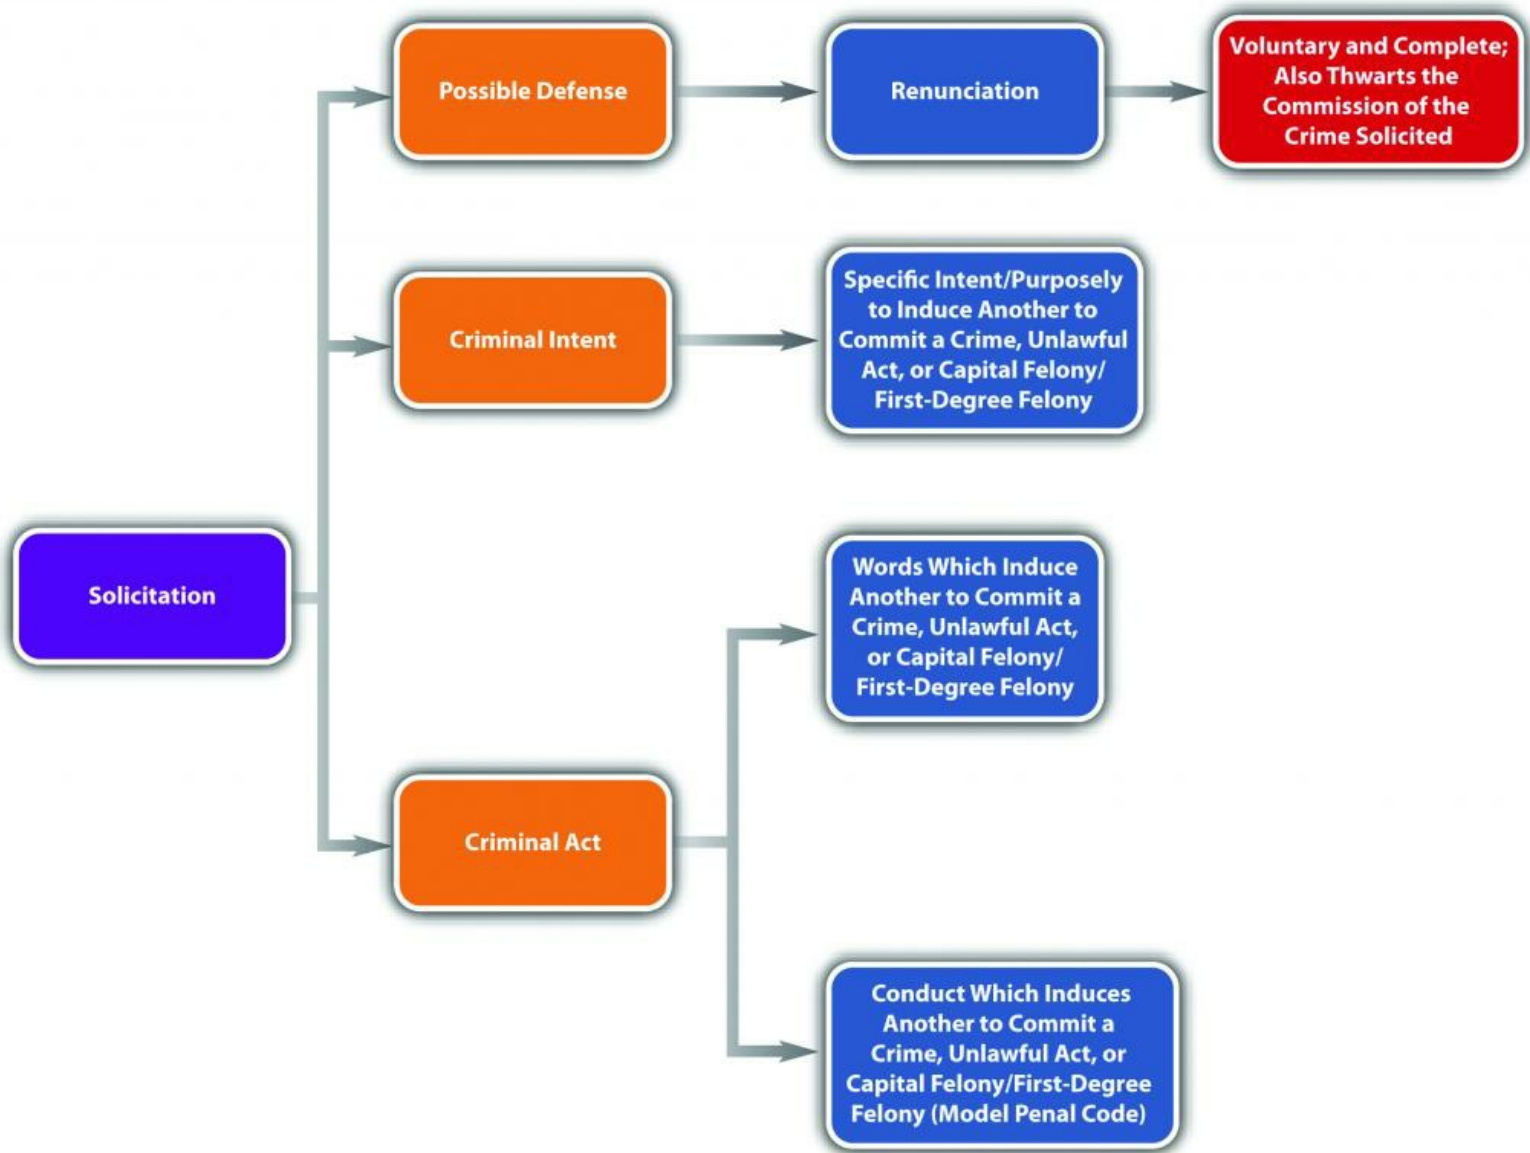 Possible Defense
Renunciation
Voluntary and Complete;
Also Thwarts the
Commission of the
Crime Solicited
Criminal Intent
Specific Intent/Purposely
to Induce Another to
Commit a Crime, Unlawful
Act, or Capital Felony/
First-Degree Felony
Solicitation
Words Which Induce
Another to Commit a
Crime, Unlawful Act,
or Capital Felony/
First-Degree Felony
Criminal Act
Conduct Which Induces
Another to Commit a
Crime, Unlawful Act, or
Capital Felony/First-Degree
Felony (Model Penal Code)